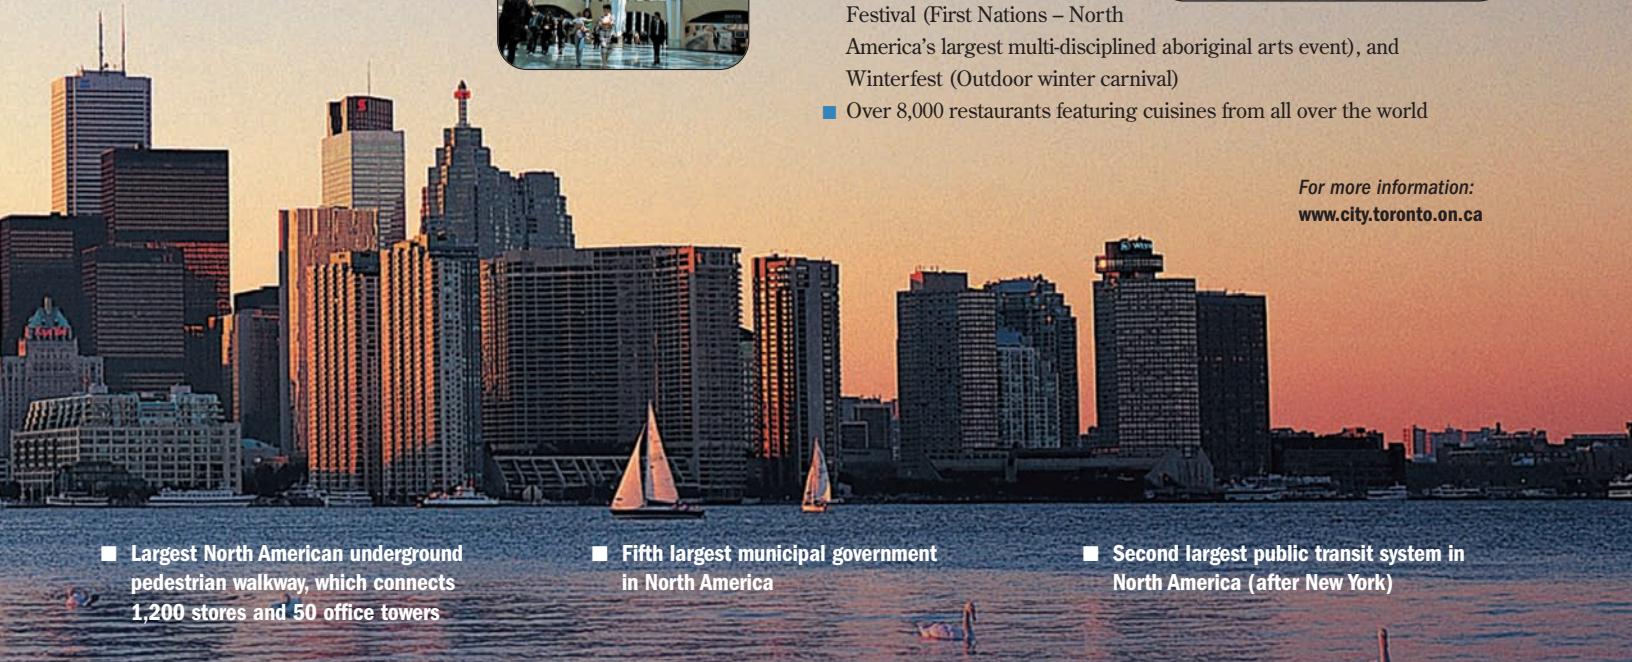 Festival (First Nations – North
America's largest multi-disciplined aboriginal arts event), and
Winterfest (Outdoor winter carnival)
■ Over 8,000 restaurants featuring cuisines from all over the world
For more information:
www.city.toronto.on.ca
■ Largest North American underground
pedestrian walkway, which connects
1,200 stores and 50 office towers
■ Fifth largest municipal government
in North America
■ Second largest public transit system in
North America (after New York)